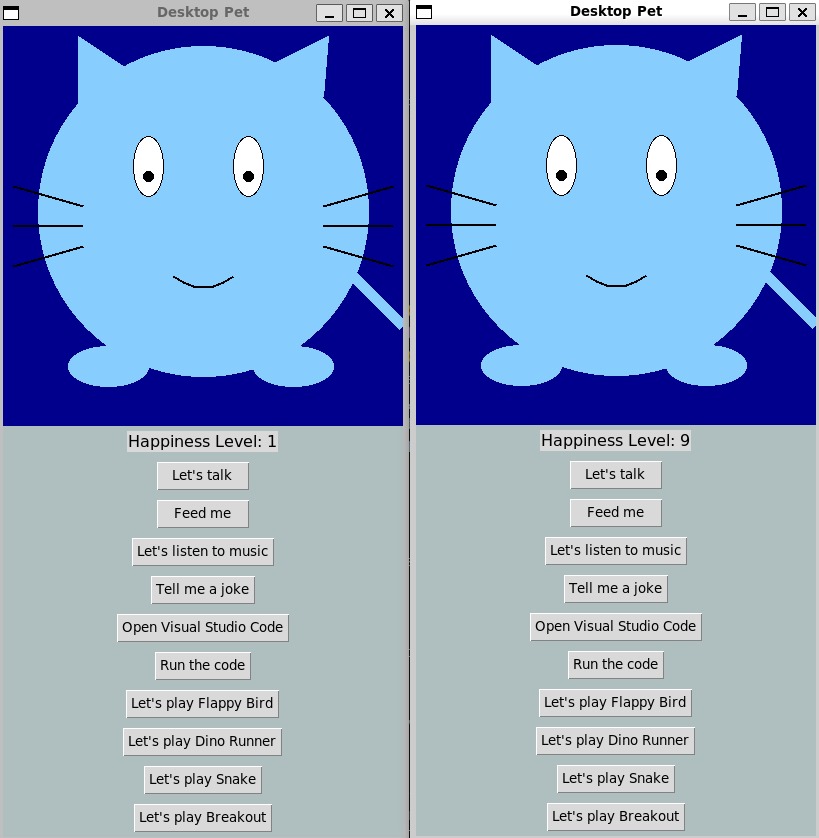 Desktop Pet
Happiness Level: 1
Let's talk
Feed me
Let's listen to music
Tell me a joke
Open Visual Studio Code
Run the code
Let's play Flappy Bird
Let's play Dino Runner
Let's play Snake
Let's play Breakout
Desktop Pet
Happiness Level: 9
Let's talk
Feed me
Let's listen to music
Tell me a joke
Open Visual Studio Code
Run the code
Let's play Flappy Bird
Let's play Dino Runner
Let's play Snake
Let's play Breakout